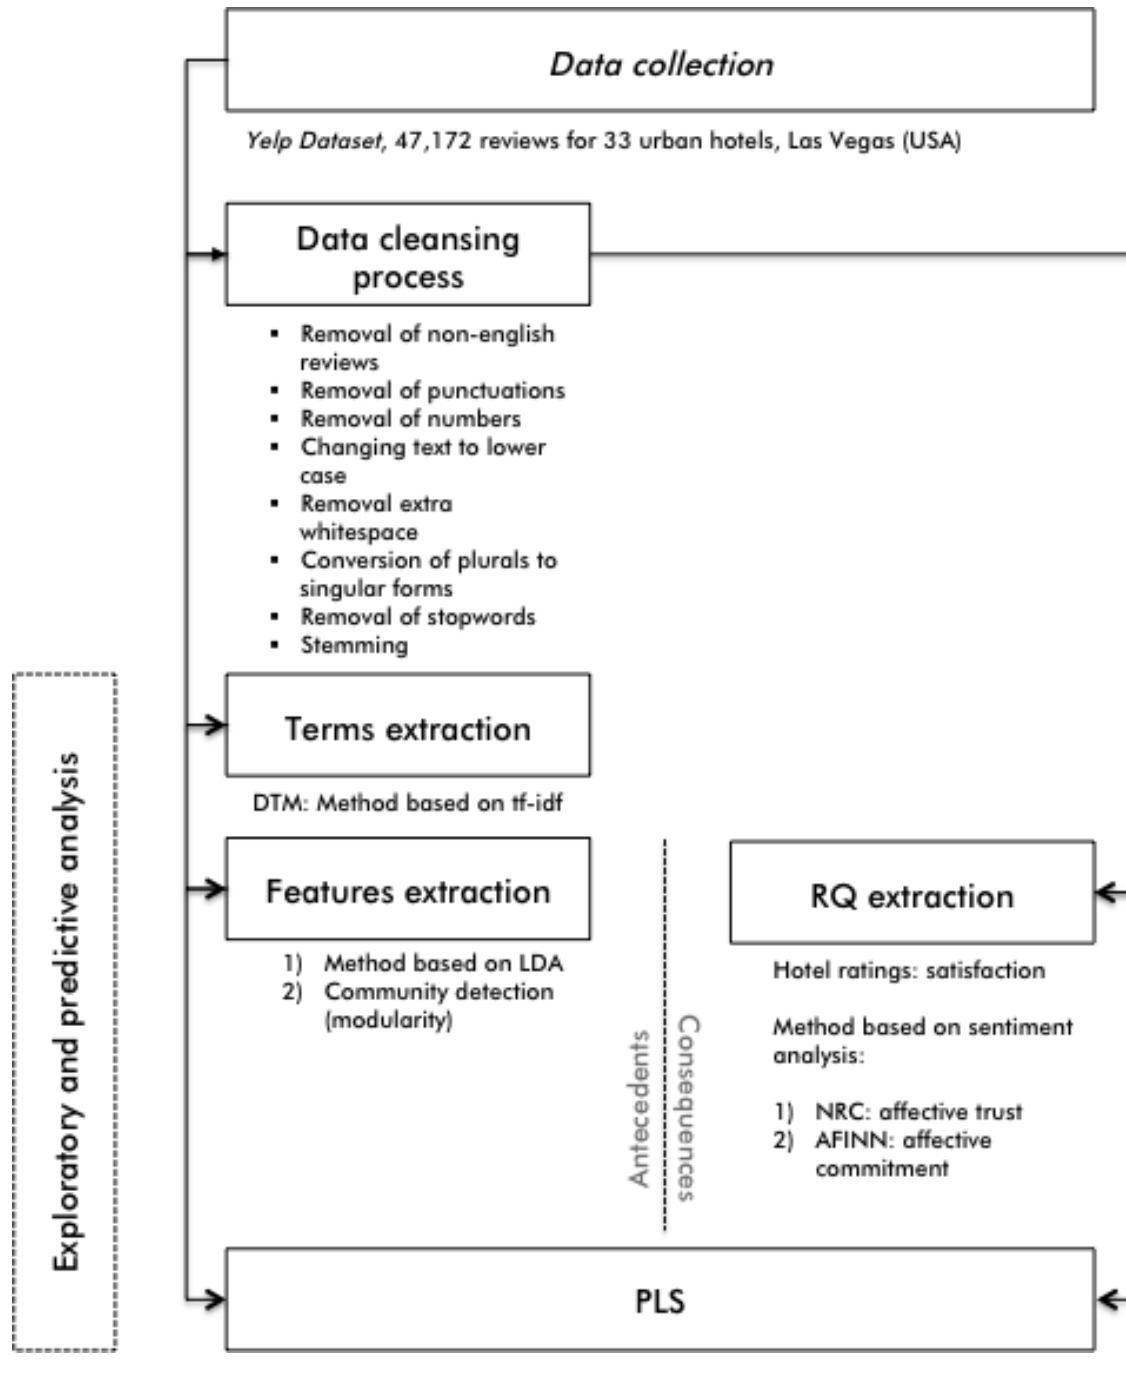 Data collection
Yelp Dataset, 47,172 reviews for 33 urban hotels, Las Vegas (USA)
Data cleansing
process
▪ Removal of non-english
reviews
▪ Removal of punctuations
▪ Removal of numbers
▪ Changing text to lower
case
▪ Removal extra
whitespace
▪ Conversion of plurals to
singular forms
▪ Removal of stopwords
▪ Stemming
Terms extraction
DTM: Method based on tf-idf
Features extraction
1) Method based on LDA
2) Community detection
(modularity)
Antecedents
Consequences
RQ extraction
Hotel ratings: satisfaction
Method based on sentiment
analysis:
1) NRC: affective trust
2) AFINN: affective
commitment
Exploratory and predictive analysis
PLS